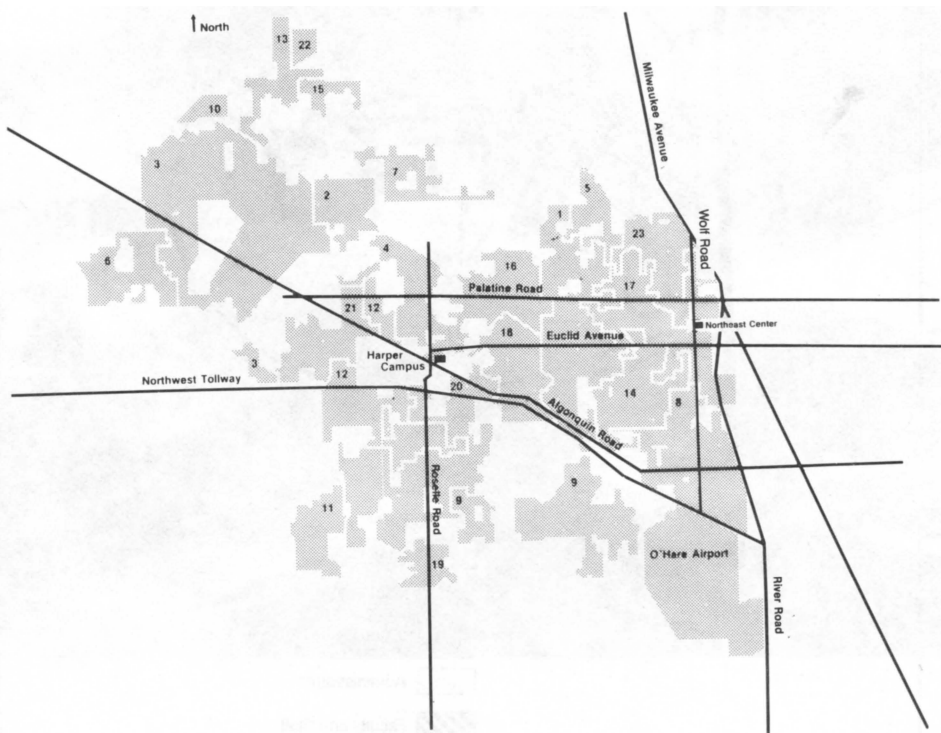 North
13
22
15
10
3
7
2
5
1
4
6
16
23
Milwaukee Avenue
Wolf Road
17
Palatine Road
21
12
18
Euclid Avenue
Northeast Center
Harper
Campus
3
12
Northwest Tollway
20
14
8
Algonquin Road
Roselle Road
11
9
9
19
O'Hare Airport
River Road